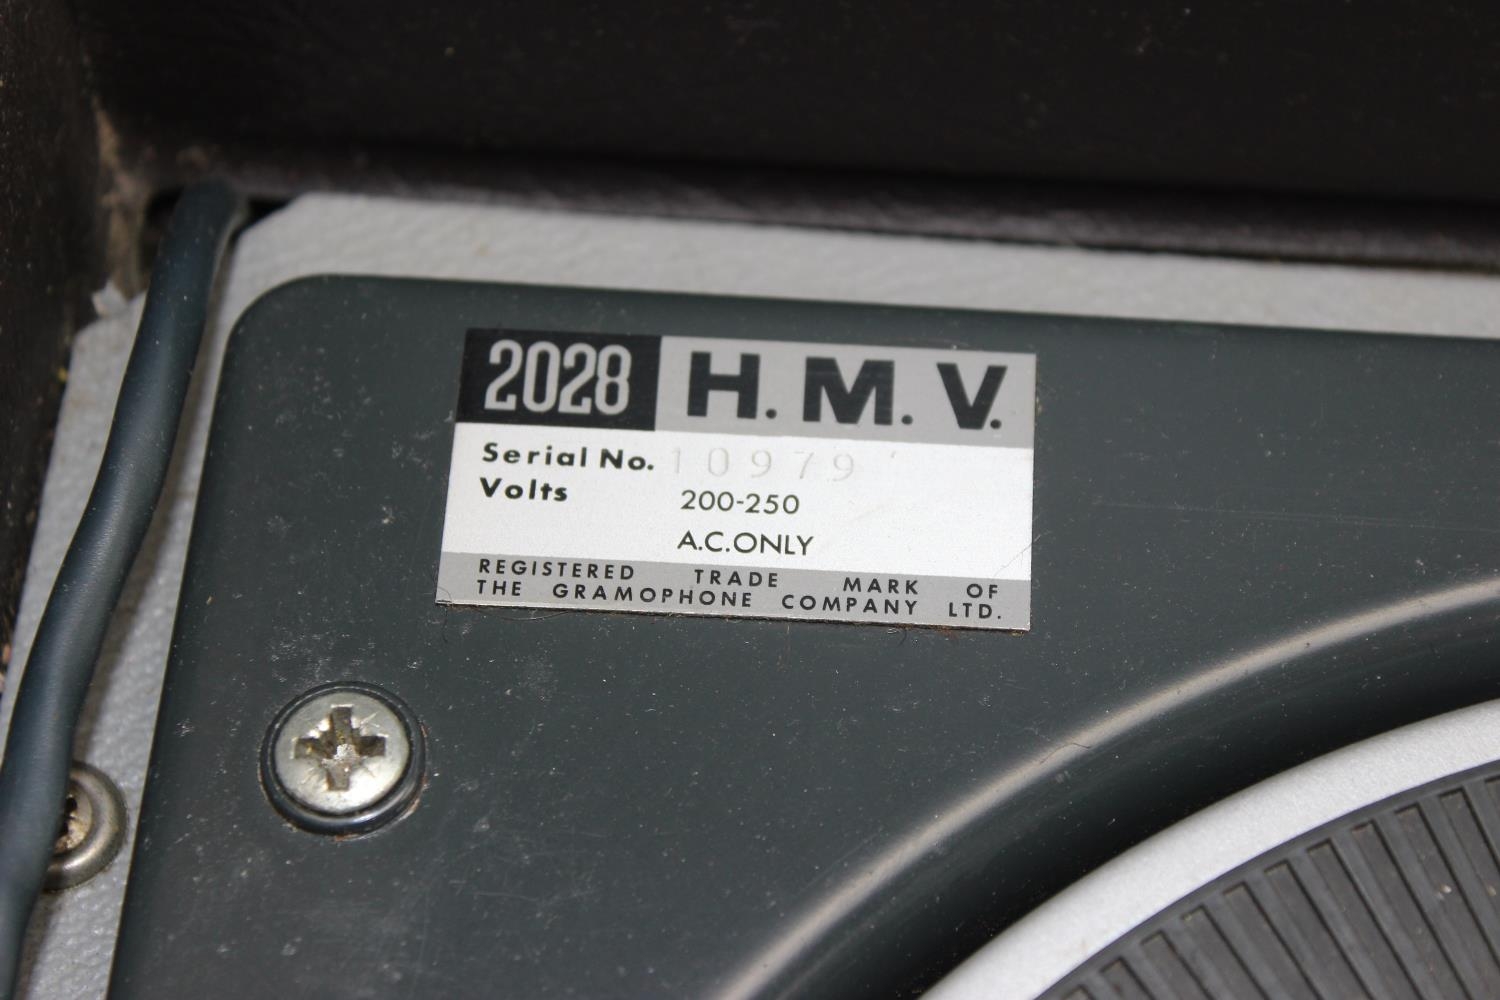 2028 H. M. V.
Serial No. 10979
Volts 200-250
A.C. ONLY
REGISTERED TRADE MARK OF
THE GRAMOPHONE COMPANY LTD.